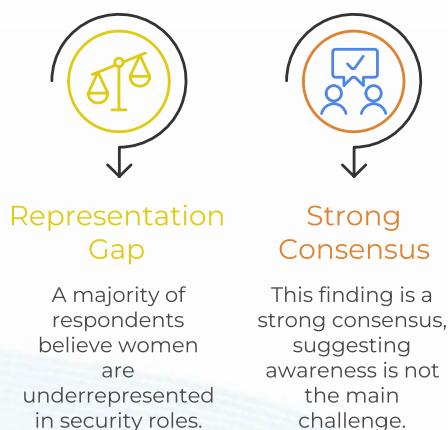 Representation
Gap
A majority of
respondents
believe women
are
underrepresented
in security roles.
Strong
Consensus
This finding is a
strong consensus,
suggesting
awareness is not
the main
challenge.